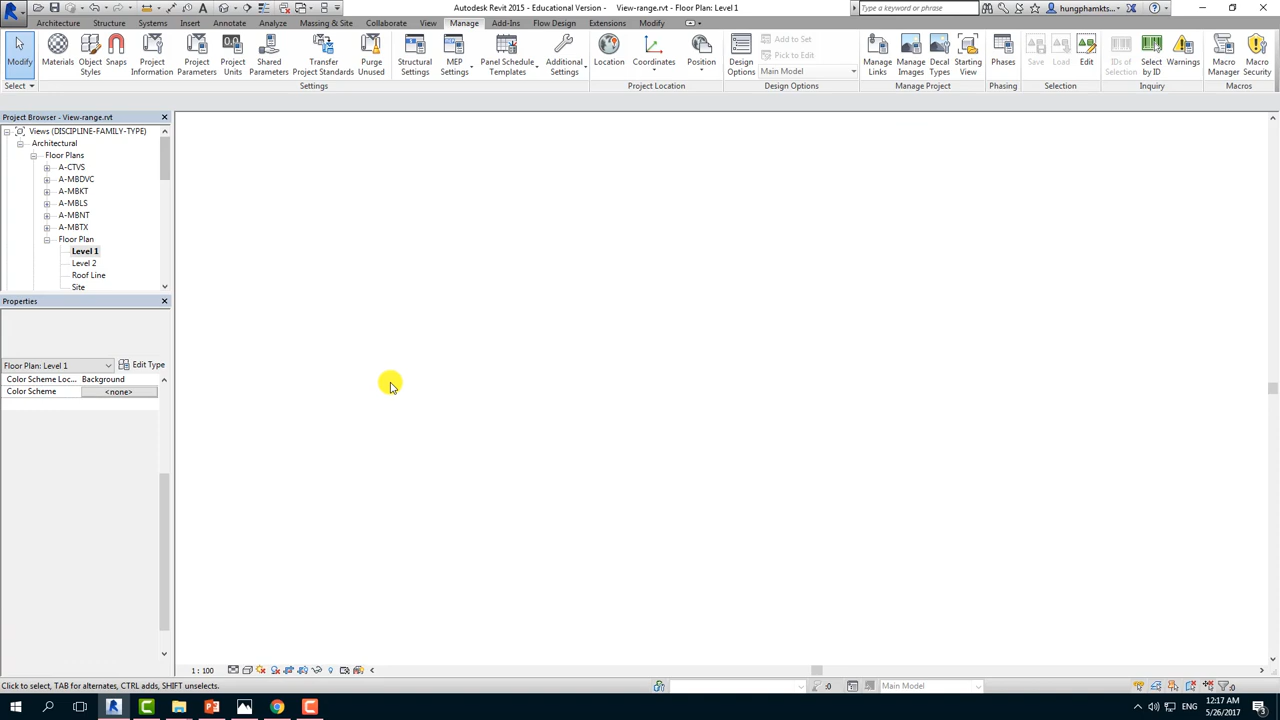 Autodesk Revit 2015 - Educational Version - View-range.rvt - Floor Plan: Level 1
Type a keyword or phrase
hungphamkts...
Architecture Structure Systems Insert Annotate Analyze Massing & Site Collaborate View Manage Add-Ins Flow Design Extensions Modify
Modify
Materials
Object Styles
Snaps
Project Information
Project Parameters
Project Units
Shared Parameters
Transfer Project Standards
Purge Unused
Structural Settings
MEP Settings
Panel Schedule Templates
Additional Settings
Location
Coordinates
Position
Design Options
Add to Set
Pick to Edit
Main Model
Manage Links
Manage Images
Decal Types
Starting View
Phases
Save
Load
Edit
IDs of Selection
Select by ID
Warnings
Macro Manager
Macro Security
Select Settings Project Location Design Options Manage Project Phasing Selection Inquiry Macros
Project Browser - View-range.rvt
Views (DISCIPLINE-FAMILY-TYPE)
Architectural
Floor Plans
A-CTVS
A-MBDVC
A-MBKT
A-MBLS
A-MBNT
A-MBTX
Floor Plan
Level 1
Level 2
Roof Line
Site
Properties
Floor Plan: Level 1
Edit Type
Color Scheme Loc... Background
Color Scheme <none>
1 : 100
Click to select, TAB for alternates, CTRL adds, SHIFT unselects.
:0
Main Model
:0
ENG
12:17 AM
5/26/2017
3